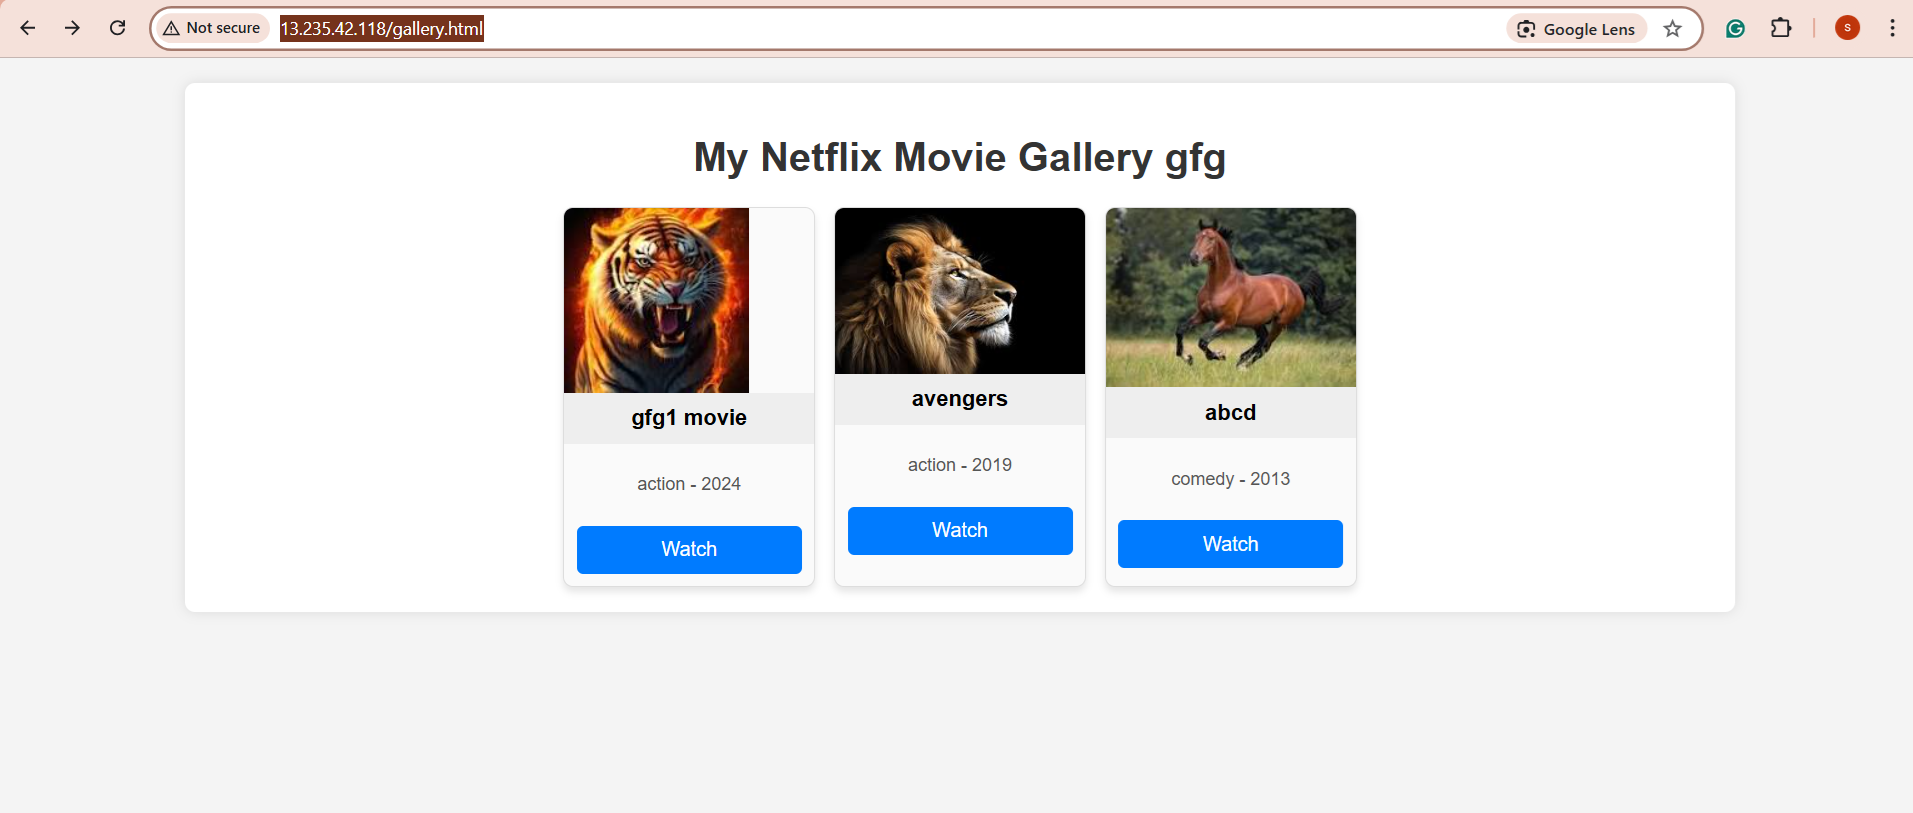 Not secure
13.235.42.118/gallery.html
Google Lens
S
My Netflix Movie Gallery gfg
gfg1 movie
action - 2024
Watch
avengers
action - 2019
Watch
abcd
comedy - 2013
Watch